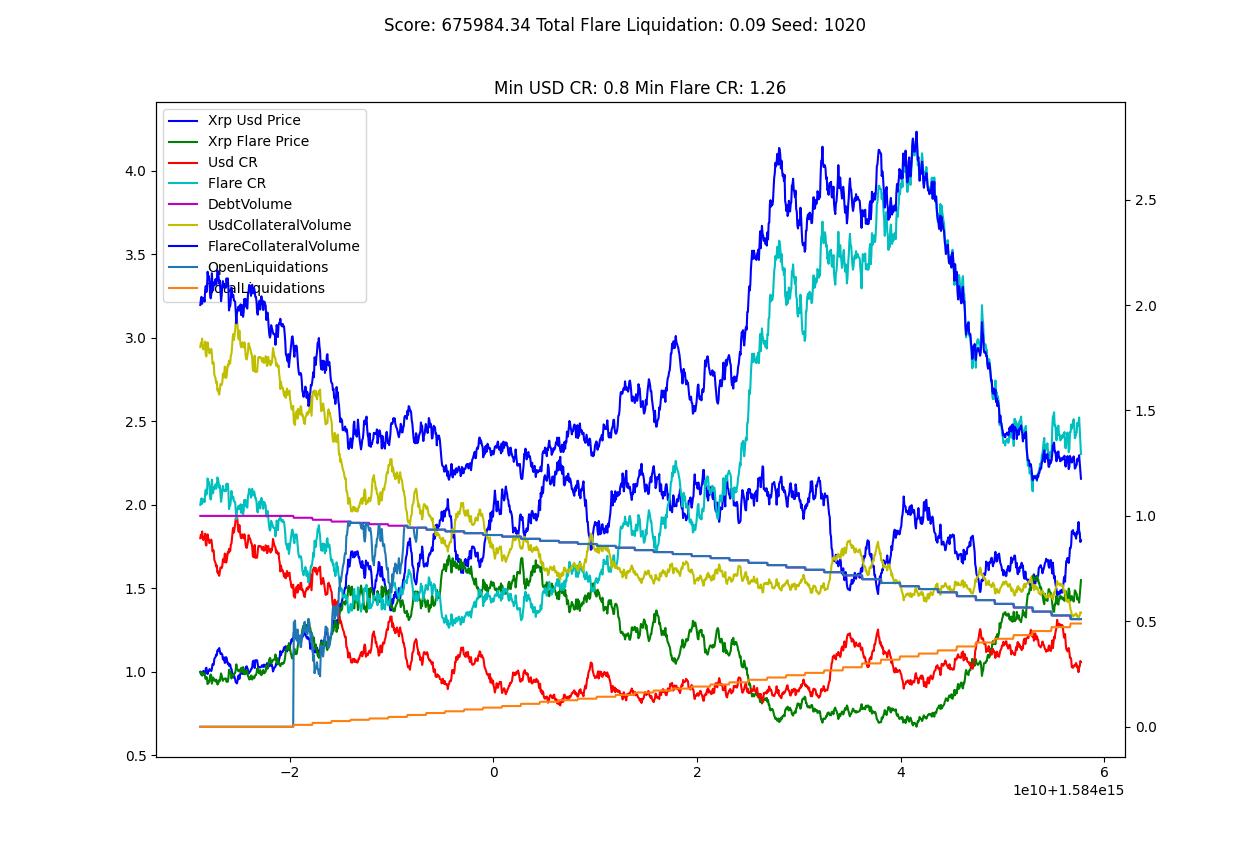 Score: 675984.34 Total Flare Liquidation: 0.09 Seed: 1020
Min USD CR: 0.8 Min Flare CR: 1.26
Xrp Usd Price
Xrp Flare Price
Usd CR
Flare CR
DebtVolume
UsdCollateralVolume
FlareCollateralVolume
OpenLiquidations
TotalLiquidations
4.0
3.5
3.0
2.5
2.0
1.5
1.0
0.5
2.5
2.0
1.5
1.0
0.5
0.0
−2 0 2 4 6
1e10+1.584e15